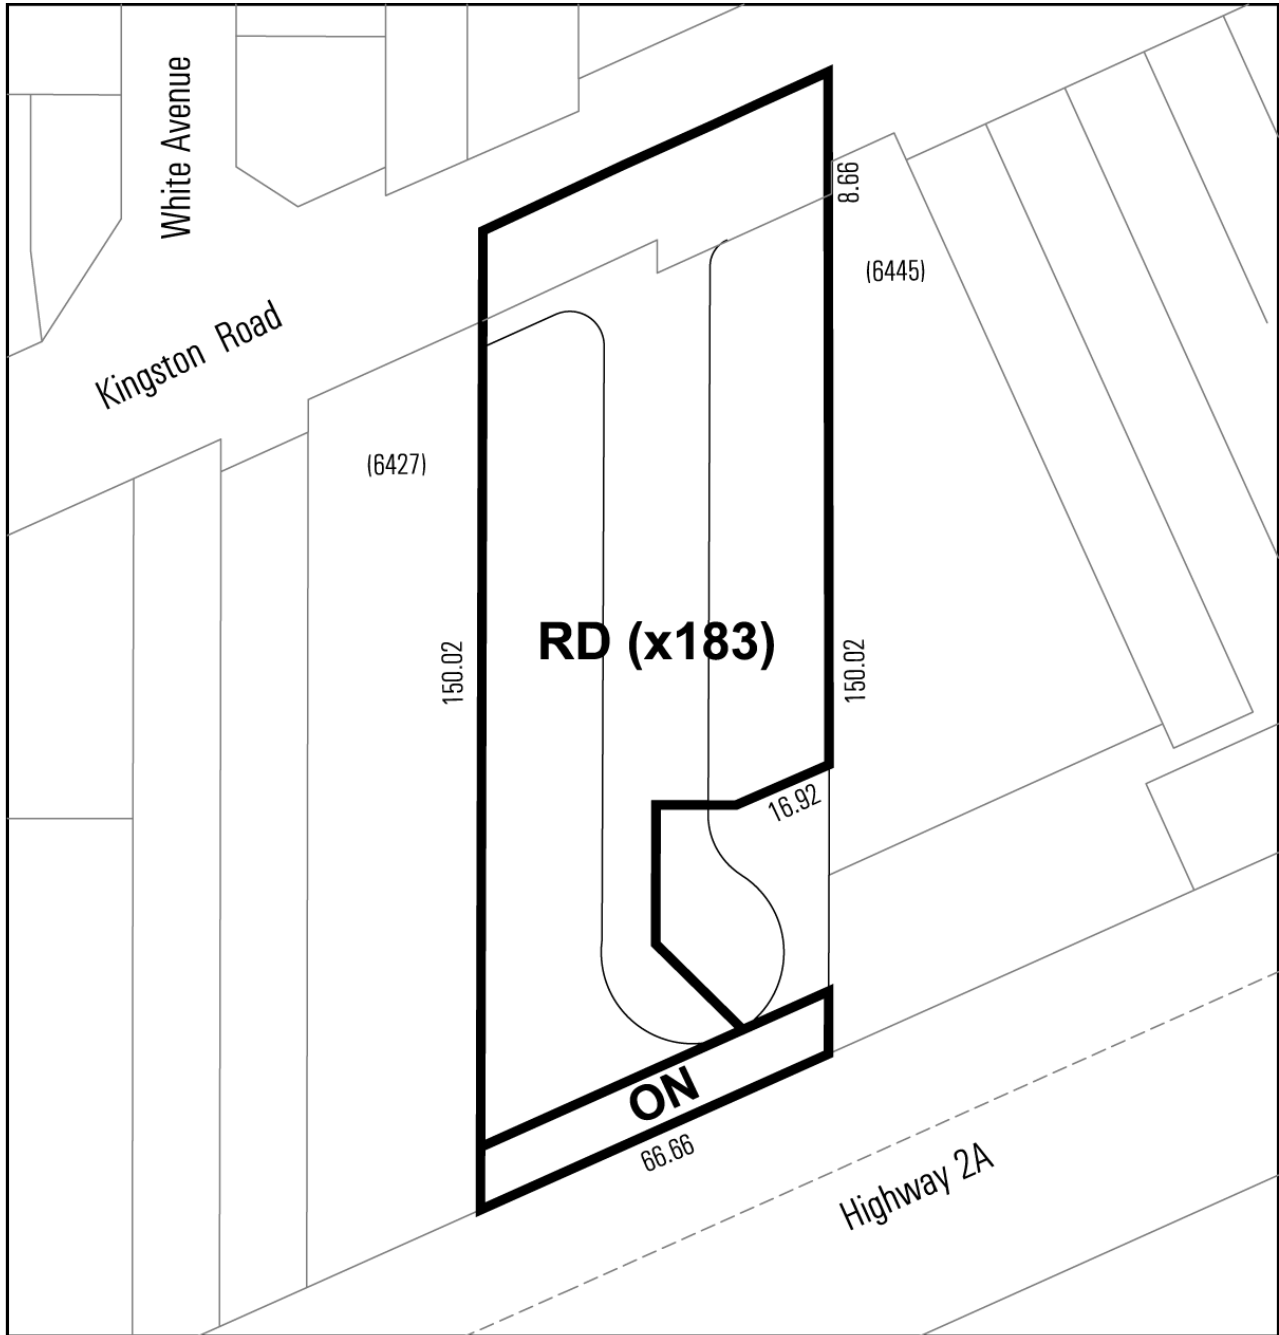 White Avenue
8.66
(6445)
Kingston Road
(6427)
RD (x183)
150.02
150.02
16.92
ON
66.66
Highway 2A